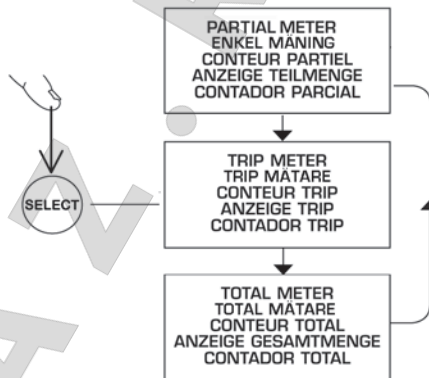 PARTIAL METER
ENKEL MÄNING
CONTEUR PARTIEL
ANZEIGE TEILMENGE
CONTADOR PARCIAL
SELECT
TRIP METER
TRIP MÄTARE
CONTEUR TRIP
ANZEIGE TRIP
CONTADOR TRIP
TOTAL METER
TOTAL MÄTARE
CONTEUR TOTAL
ANZEIGE GESAMTMENGE
CONTADOR TOTAL